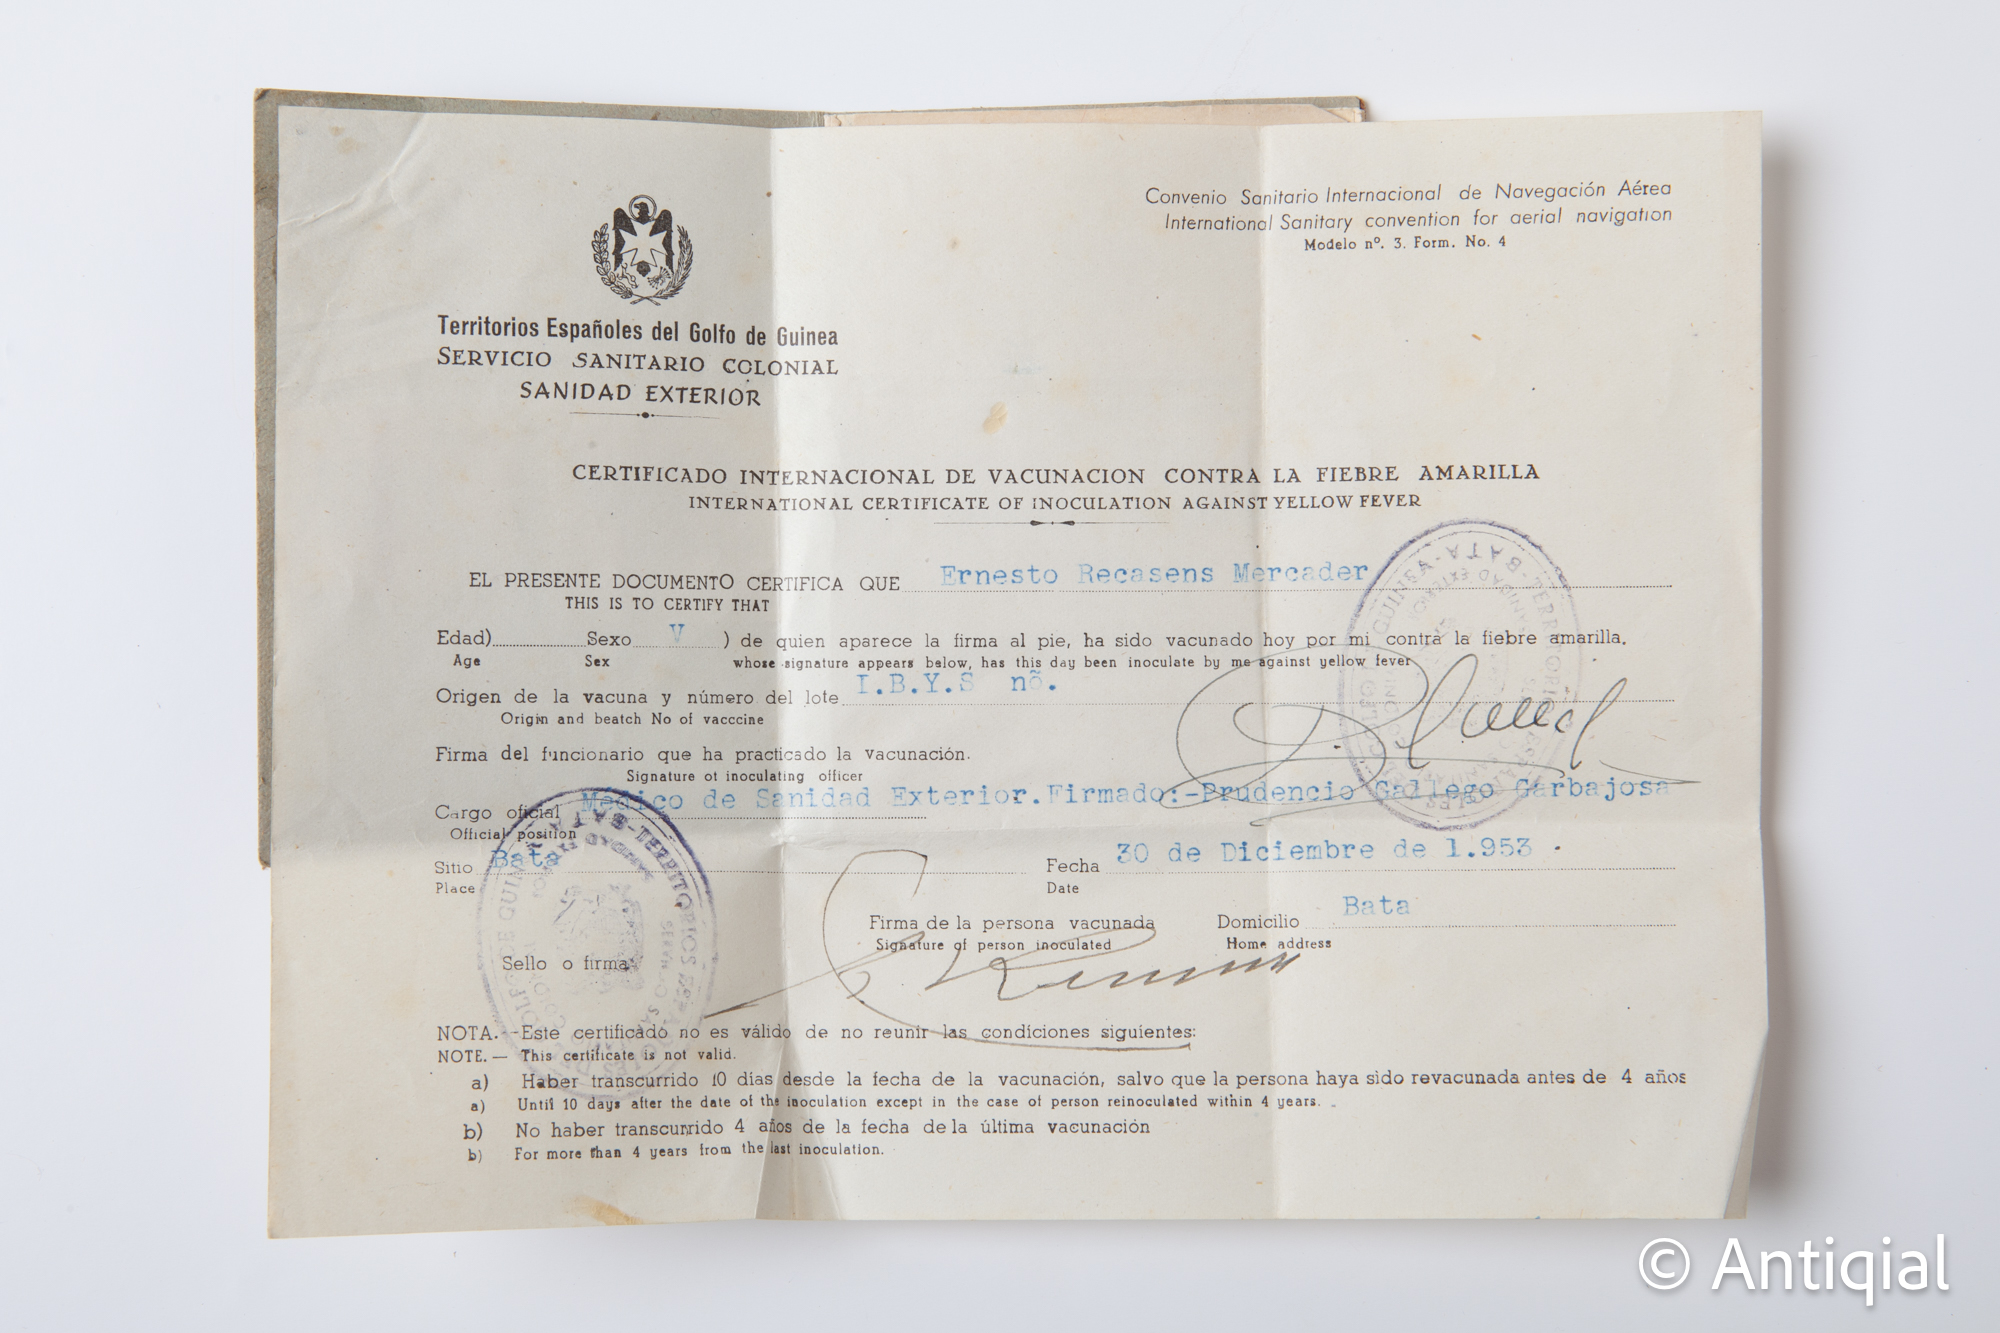 Convenio Sanitario Internacional de Navegación Aérea
International Sanitary convention for aerial navigation
Modelo nº. 3. Form. No. 4
Territorios Españoles del Golfo de Guinea
SERVICIO SANITARIO COLONIAL
SANIDAD EXTERIOR
CERTIFICADO INTERNACIONAL DE VACUNACION CONTRA LA FIEBRE AMARILLA
INTERNATIONAL CERTIFICATE OF INOCULATION AGAINST YELLOW FEVER
EL PRESENTE DOCUMENTO CERTIFICA QUE Ernesto Recasens Mercader
THIS IS TO CERTIFY THAT
Edad) Sexo V ) de quien aparece la firma al pie, ha sido vacunado hoy por mi contra la fiebre amarilla.
Age Sex whose signature appears below, has this day been inoculate by me against yellow fever
Origen de la vacuna y número del lote I.B.Y.S nõ.
Origin and beatch No of vacccine
Firma del funcionario que ha practicado la vacunación.
Signature of inoculating officer
Cargo oficial Medico de Sanidad Exterior.Firmado:-Prudencio Gallego Garbajosa
Official position
Sitio Bata Fecha 30 de Diciembre de 1.953 .
Place Date
Firma de la persona vacunada Domicilio Bata
Signature of person inoculated Home address
Sello o firma
BATA-TERRITORIOS ESPAÑOLES DEL GOLFO DE GUINEA
SANIDAD EXTERIOR
NOTA.--Este certificado no es válido de no reunir las condiciones siguientes:
NOTE.— This certificate is not valid.
a) Haber transcurrido 10 días desde la fecha de la vacunación, salvo que la persona haya sido revacunada antes de 4 años
a) Until 10 days after the date of the inoculation except in the case of person reinoculated within 4 years.
b) No haber transcurrido 4 años de la fecha de la última vacunación
b) For more than 4 years from the last inoculation.
© Antiqial